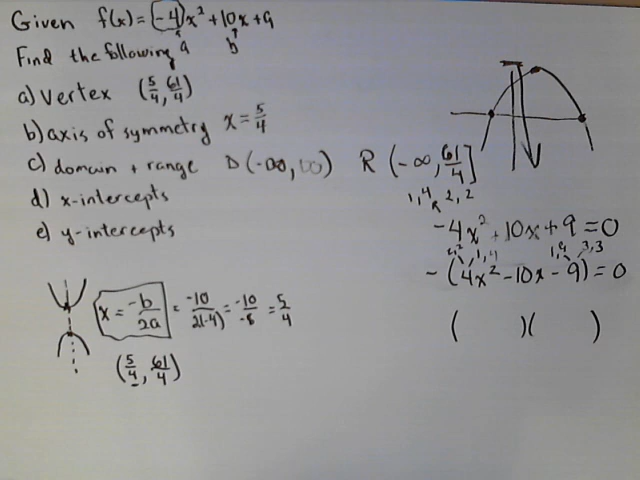 Given f(x) = -4x² + 10x + 9
a b
Find the following
a) vertex (5/4, 61/4)
b) axis of symmetry x = 5/4
c) domain + range D (-∞, ∞) R (-∞, 61/4]
d) x-intercepts
e) y-intercepts
1, 4 2, 2
-4x² + 10x + 9 = 0
2, 2 1, 4 1, 9 3, 3
-(4x² - 10x - 9) = 0
( )( )
x = -b/2a = -10/2(-4) = -10/-8 = 5/4
(5/4, 61/4)